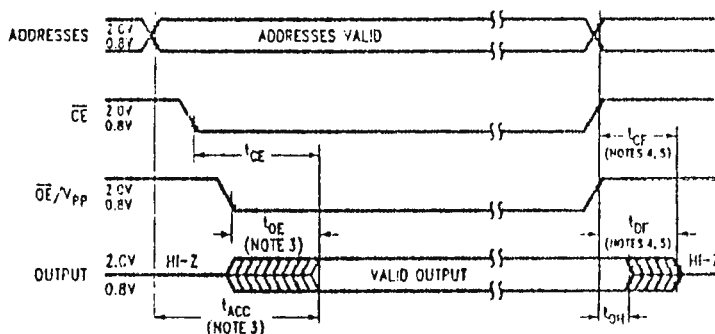 ADDRESSES 2.0V 0.8V ADDRESSES VALID
CE 2.0V 0.8V
tCE
tCF
(NOTES 4, 5)
OE/VPP 2.0V 0.8V
tOE
(NOTE 3)
tDF
(NOTES 4, 5)
OUTPUT 2.0V 0.8V HI-Z VALID OUTPUT HI-Z
tACC
(NOTE 3)
tOH